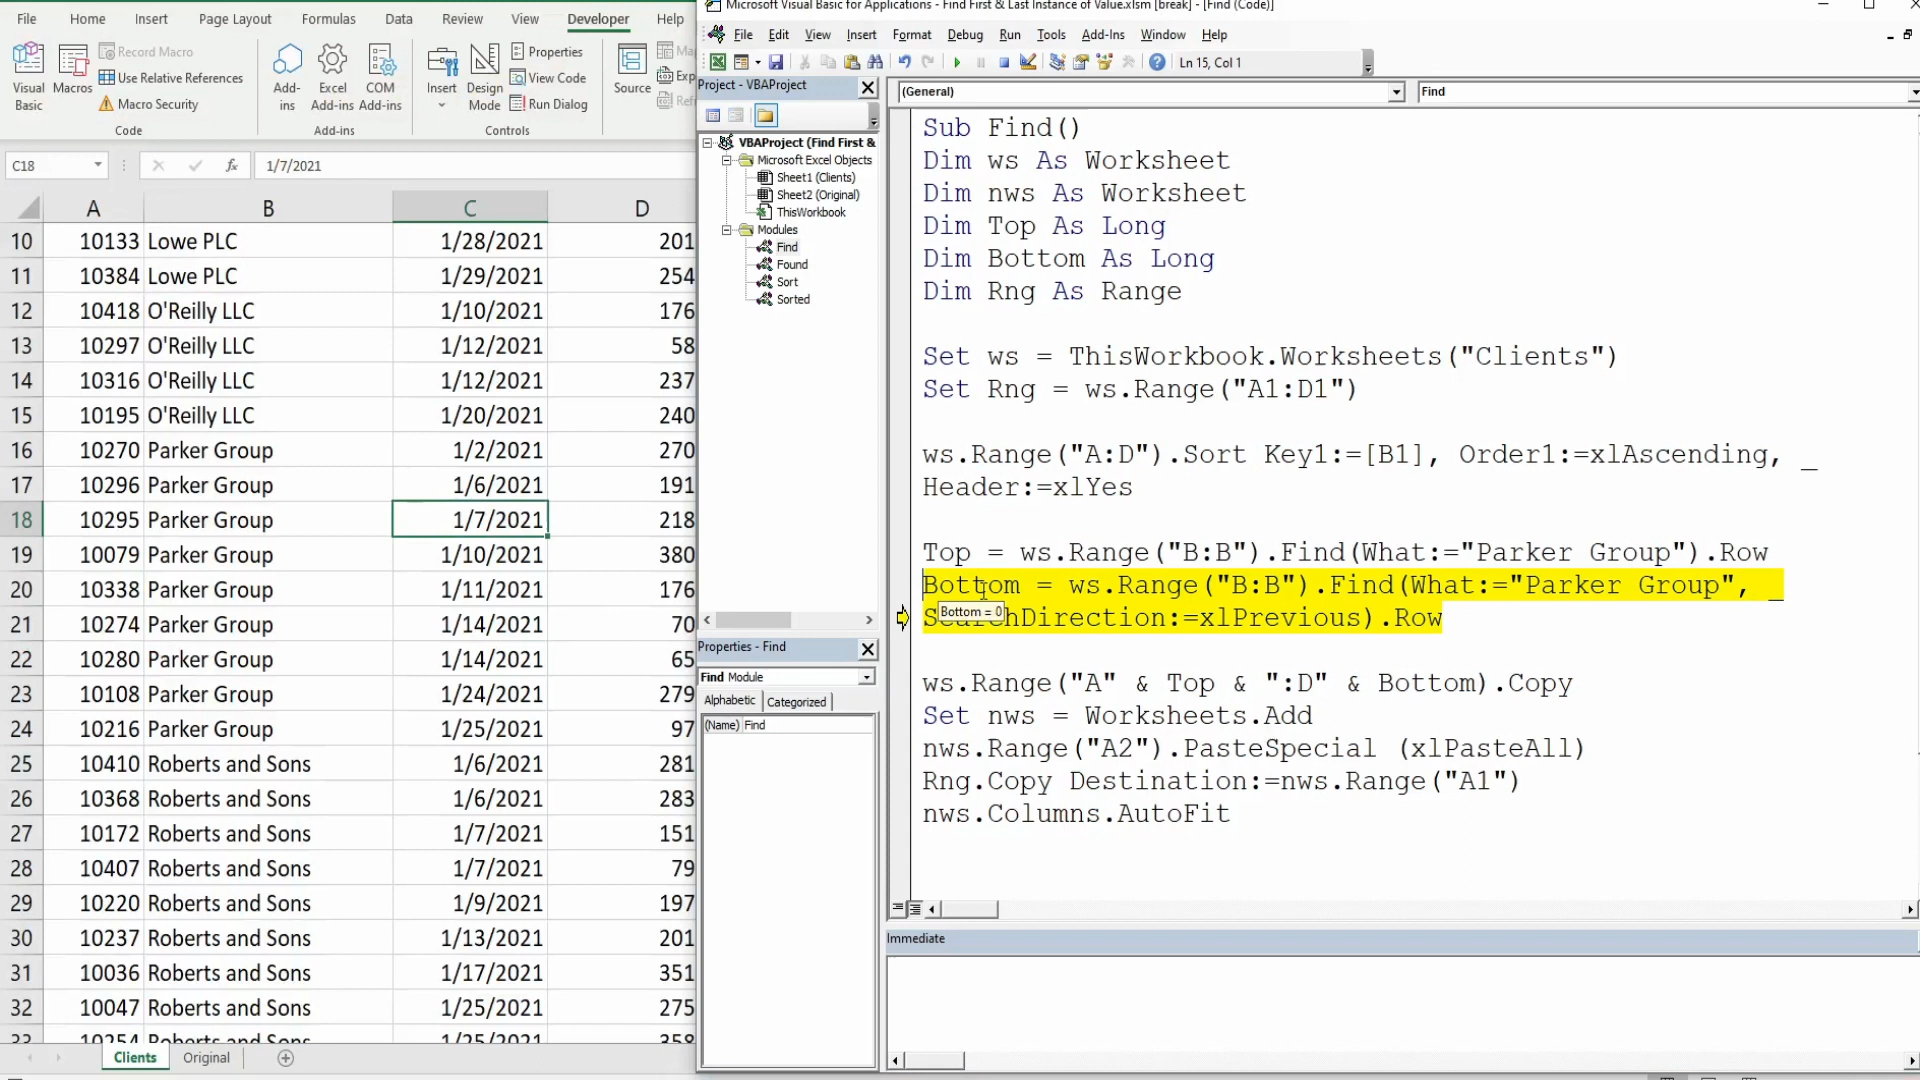 File Home Insert Page Layout Formulas Data Review View Developer Help
Visual Basic
Macros
Record Macro
Use Relative References
Macro Security
Code
Add-ins
Excel Add-ins
COM Add-ins
Add-ins
Insert
Design Mode
Properties
View Code
Run Dialog
Controls
Source
Exp
C18
fx
1/7/2021
A B C D
10 10133 Lowe PLC 1/28/2021 201
11 10384 Lowe PLC 1/29/2021 254
12 10418 O'Reilly LLC 1/10/2021 176
13 10297 O'Reilly LLC 1/12/2021 58
14 10316 O'Reilly LLC 1/12/2021 237
15 10195 O'Reilly LLC 1/20/2021 240
16 10270 Parker Group 1/2/2021 270
17 10296 Parker Group 1/6/2021 191
18 10295 Parker Group 1/7/2021 218
19 10079 Parker Group 1/10/2021 380
20 10338 Parker Group 1/11/2021 176
21 10274 Parker Group 1/14/2021 70
22 10280 Parker Group 1/14/2021 65
23 10108 Parker Group 1/24/2021 279
24 10216 Parker Group 1/25/2021 97
25 10410 Roberts and Sons 1/6/2021 281
26 10368 Roberts and Sons 1/6/2021 283
27 10172 Roberts and Sons 1/7/2021 151
28 10407 Roberts and Sons 1/7/2021 79
29 10220 Roberts and Sons 1/9/2021 197
30 10237 Roberts and Sons 1/13/2021 201
31 10036 Roberts and Sons 1/17/2021 351
32 10047 Roberts and Sons 1/25/2021 275
33 10254 Roberts and Sons 1/25/2021 358
Clients Original
Microsoft Visual Basic for Applications - Find First & Last Instance of Value.xlsm [break] - [Find (Code)]
File Edit View Insert Format Debug Run Tools Add-Ins Window Help
Ln 15, Col 1
Project - VBAProject
VBAProject (Find First &
Microsoft Excel Objects
Sheet1 (Clients)
Sheet2 (Original)
ThisWorkbook
Modules
Find
Found
Sort
Sorted
Properties - Find
Find Module
Alphabetic Categorized
(Name) Find
(General) Find
Sub Find()
Dim ws As Worksheet
Dim nws As Worksheet
Dim Top As Long
Dim Bottom As Long
Dim Rng As Range
Set ws = ThisWorkbook.Worksheets("Clients")
Set Rng = ws.Range("A1:D1")
ws.Range("A:D").Sort Key1:=[B1], Order1:=xlAscending, _
Header:=xlYes
Top = ws.Range("B:B").Find(What:="Parker Group").Row
Bottom = ws.Range("B:B").Find(What:="Parker Group", _
Bottom = 0
SearchDirection:=xlPrevious).Row
ws.Range("A" & Top & ":D" & Bottom).Copy
Set nws = Worksheets.Add
nws.Range("A2").PasteSpecial (xlPasteAll)
Rng.Copy Destination:=nws.Range("A1")
nws.Columns.AutoFit
Immediate